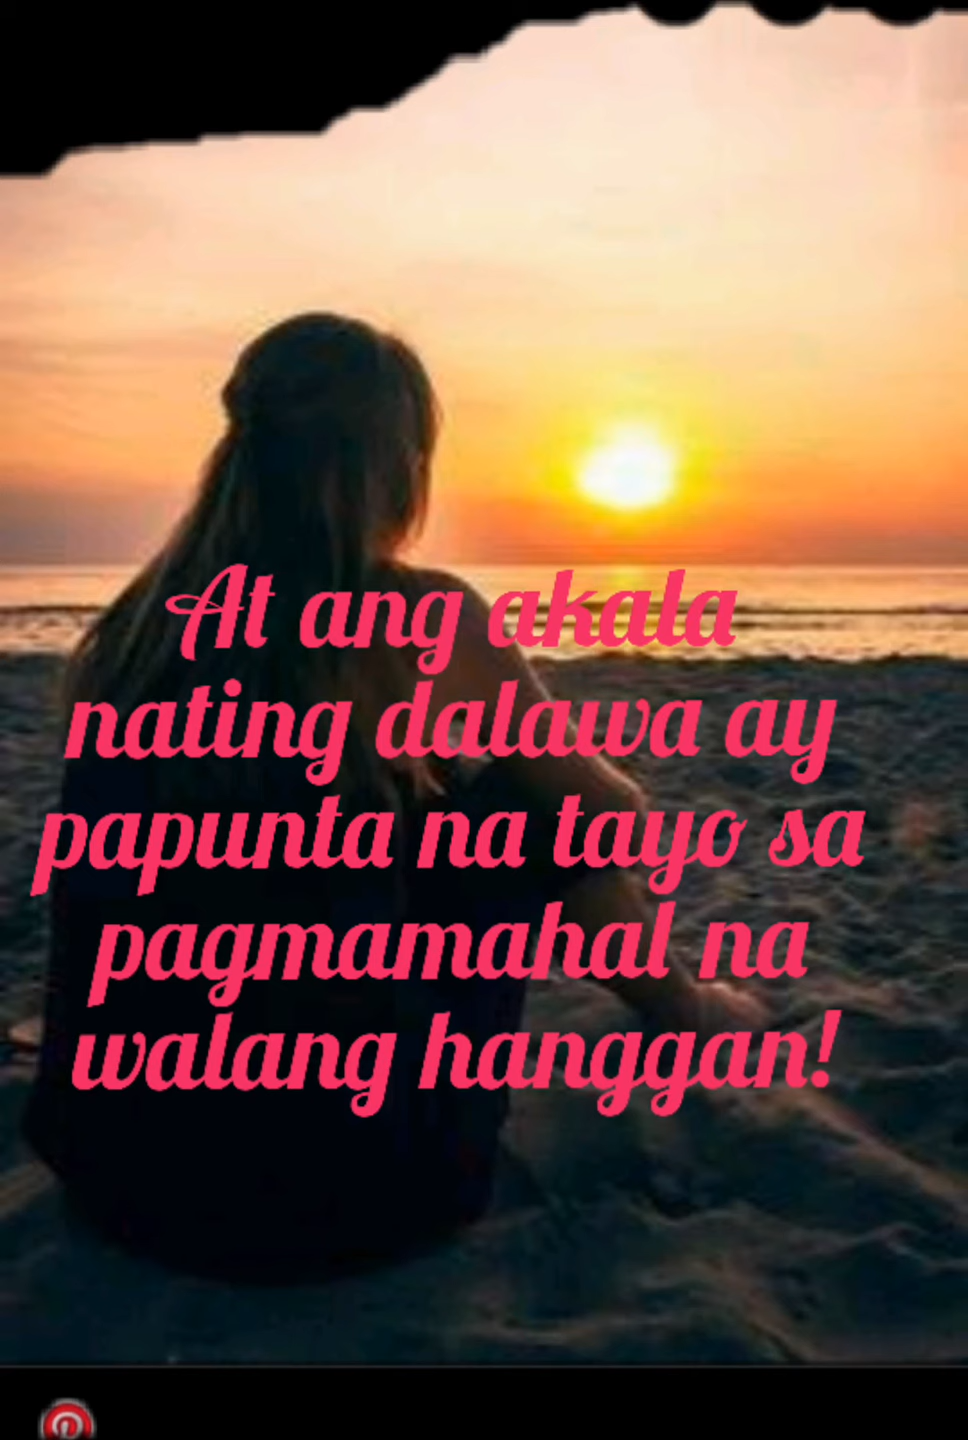 At ang akala
nating dalawa ay
papunta na tayo sa
pagmamahal na
walang hanggan!